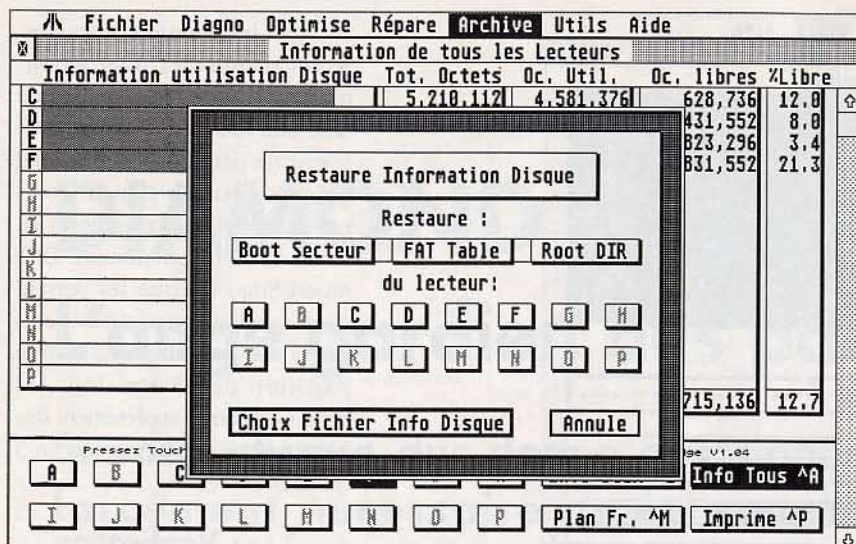 Fichier Diagno Optimise Répare Archive Utils Aide
Information de tous les Lecteurs
Information utilisation Disque Tot. Octets Oc. Util. Oc. libres %Libre
C 5,210,112 4,581,376 628,736 12.0
D 431,552 8.0
E 823,296 3.4
F 831,552 21.3
G
H
I
J
K
L
M
N
O
P
715,136 12.7
Restaure Information Disque
Restaure :
Boot Secteur FAT Table Root DIR
du lecteur:
A B C D E F G H
I J K L M N O P
Choix Fichier Info Disque Annule
Pressez V1.04
A B C Info Tous ^A
I J K L M N O P Plan Fr. ^M Imprime ^P